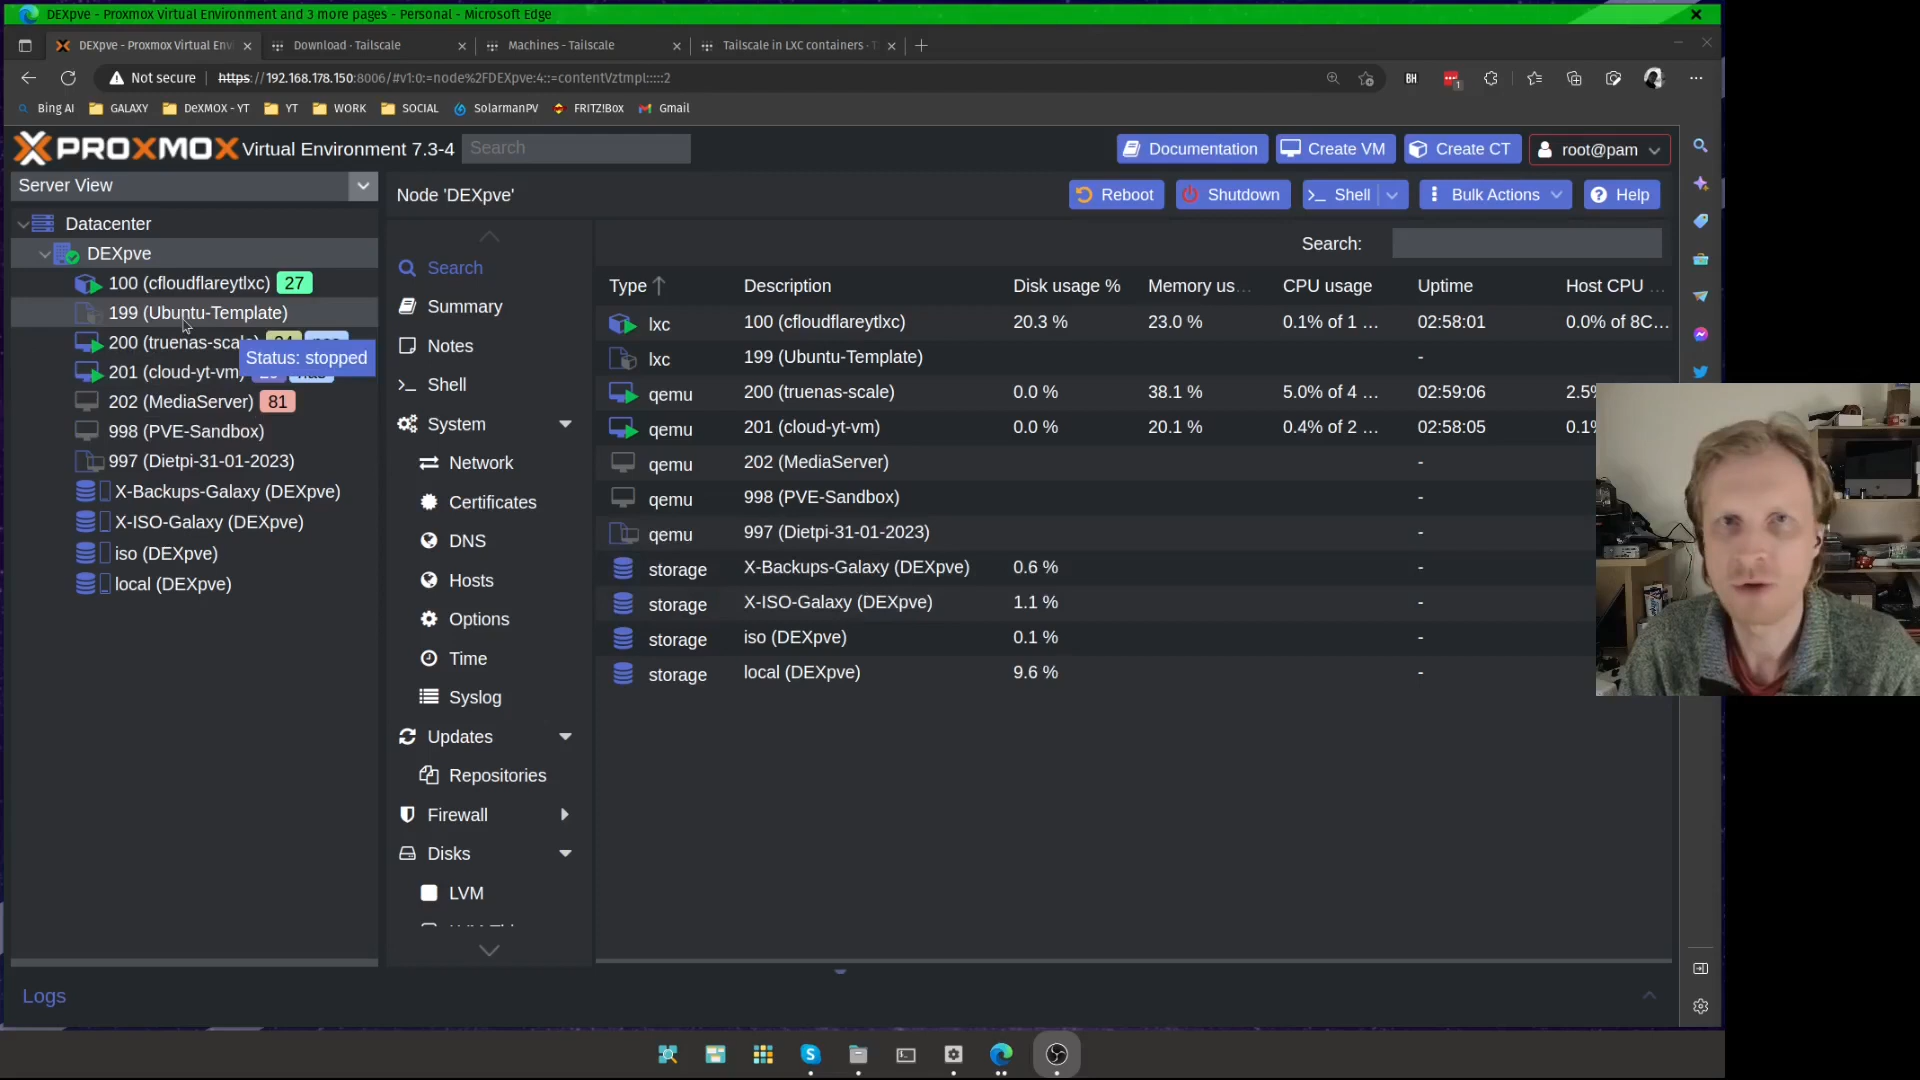 DEXpve - Proxmox Virtual Environment and 3 more pages - Personal - Microsoft Edge
DEXpve - Proxmox Virtual Env
Download · Tailscale
Machines - Tailscale
Tailscale in LXC containers · T
Not secure
https://192.168.178.150:8006/#v1:0:=node%2FDEXpve:4::=contentVztmpl:::::2
BH
1
Bing AI
GALAXY
DeXMOX - YT
YT
WORK
SOCIAL
SolarmanPV
FRITZ!Box
Gmail
PROXMOX Virtual Environment 7.3-4
Search
Documentation
Create VM
Create CT
root@pam
Server View
Node 'DEXpve'
Reboot
Shutdown
Shell
Bulk Actions
Help
Datacenter
DEXpve
100 (cfloudflareytlxc) 27
199 (Ubuntu-Template)
200 (truenas-scale)
Status: stopped
201 (cloud-yt-vm)
202 (MediaServer) 81
998 (PVE-Sandbox)
997 (Dietpi-31-01-2023)
X-Backups-Galaxy (DEXpve)
X-ISO-Galaxy (DEXpve)
iso (DEXpve)
local (DEXpve)
Search
Summary
Notes
Shell
System
Network
Certificates
DNS
Hosts
Options
Time
Syslog
Updates
Repositories
Firewall
Disks
LVM
Search:
Type Description Disk usage % Memory us... CPU usage Uptime Host CPU ...
lxc 100 (cfloudflareytlxc) 20.3 % 23.0 % 0.1% of 1 ... 02:58:01 0.0% of 8C...
lxc 199 (Ubuntu-Template) -
qemu 200 (truenas-scale) 0.0 % 38.1 % 5.0% of 4 ... 02:59:06 2.5%
qemu 201 (cloud-yt-vm) 0.0 % 20.1 % 0.4% of 2 ... 02:58:05 0.1%
qemu 202 (MediaServer) -
qemu 998 (PVE-Sandbox) -
qemu 997 (Dietpi-31-01-2023) -
storage X-Backups-Galaxy (DEXpve) 0.6 % -
storage X-ISO-Galaxy (DEXpve) 1.1 % -
storage iso (DEXpve) 0.1 % -
storage local (DEXpve) 9.6 % -
Logs